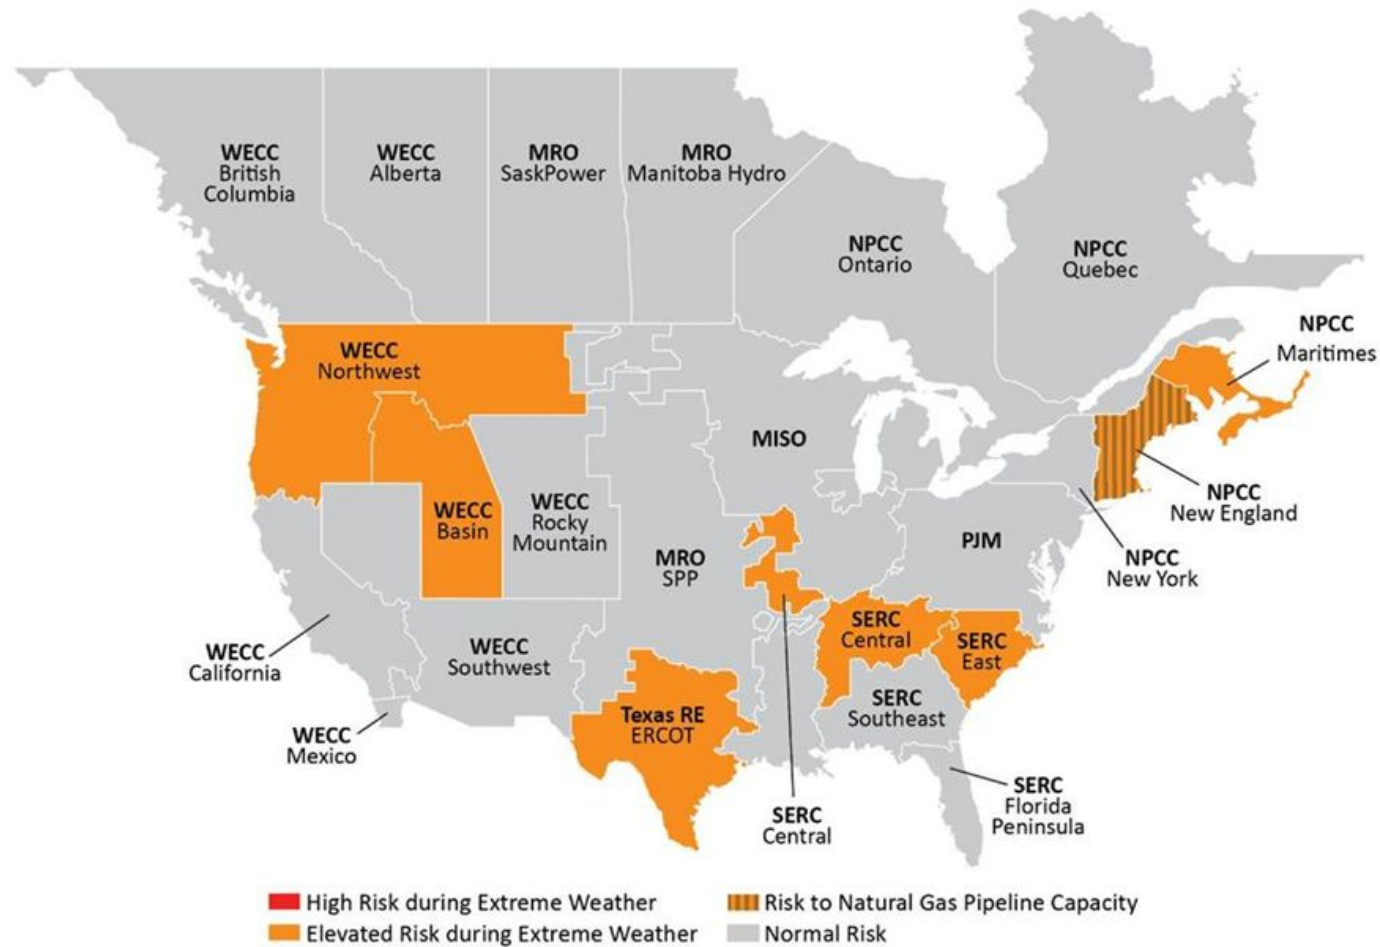 WECC
British
Columbia
WECC
Alberta
MRO
SaskPower
MRO
Manitoba Hydro
NPCC
Ontario
NPCC
Quebec
NPCC
Maritimes
WECC
Northwest
MISO
WECC
Basin
WECC
Rocky
Mountain
MRO
SPP
PJM
NPCC
New England
NPCC
New York
WECC
California
WECC
Southwest
SERC
Central
SERC
East
WECC
Mexico
Texas RE
ERCOT
SERC
Southeast
SERC
Central
SERC
Florida
Peninsula
High Risk during Extreme Weather
Risk to Natural Gas Pipeline Capacity
Elevated Risk during Extreme Weather
Normal Risk